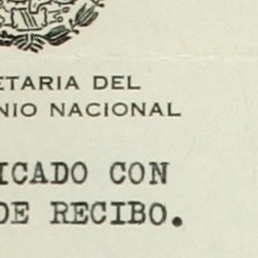 ETARIA DEL
NIO NACIONAL
ICADO CON
DE RECIBO.